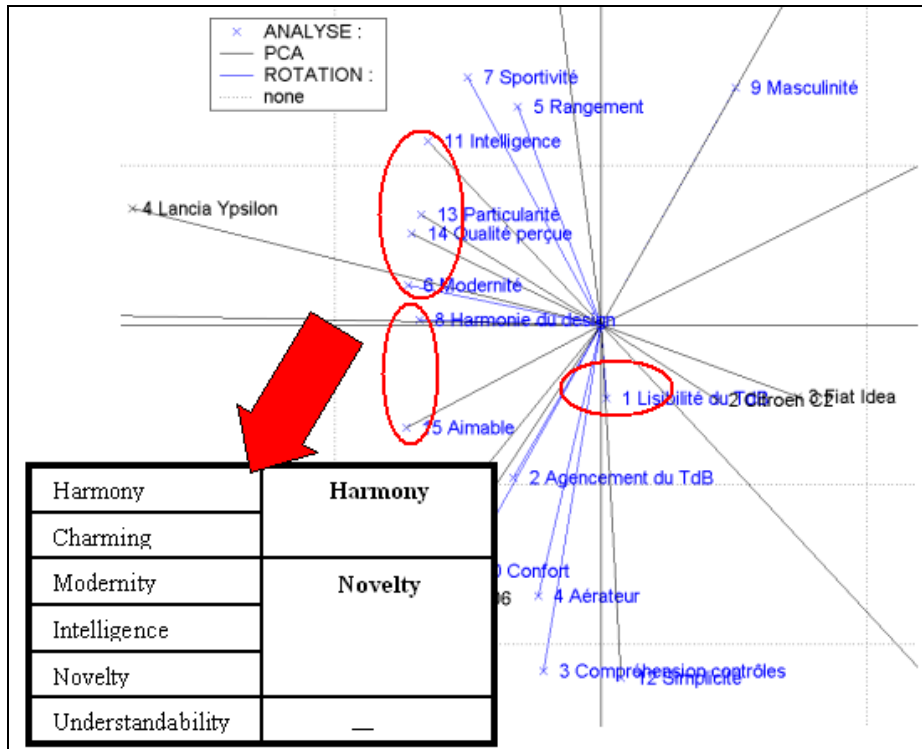 ANALYSE :
PCA
ROTATION :
none
7 Sportivité
9 Masculinité
5 Rangement
11 Intelligence
4 Lancia Ypsilon
13 Particularité
14 Qualité perçue
6 Modernité
8 Harmonie du design
1 Lisibilité du TdB
2 Citroen C2
3 Fiat Idea
15 Aimable
2 Agencement du TdB
0 Confort
4 Aérateur
06
3 Compréhension contrôles
12 Simplicité
Harmony
Harmony
Charming
Modernity
Novelty
Intelligence
Novelty
Understandability
__